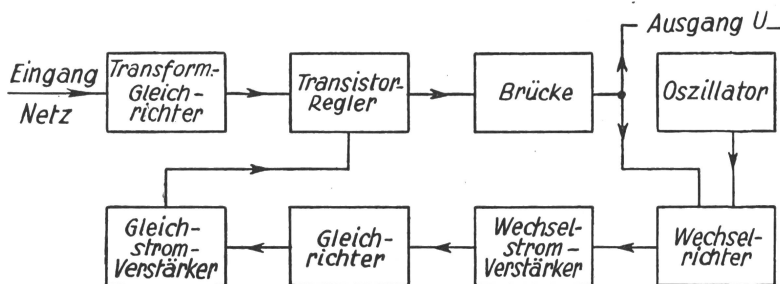 Ausgang U_
Eingang
Netz
Transform-
Gleich-
richter
Transistor-
Regler
Brücke
Oszillator
Gleich-
strom-
Verstärker
Gleich-
richter
Wechsel-
strom-
Verstärker
Wechsel-
richter